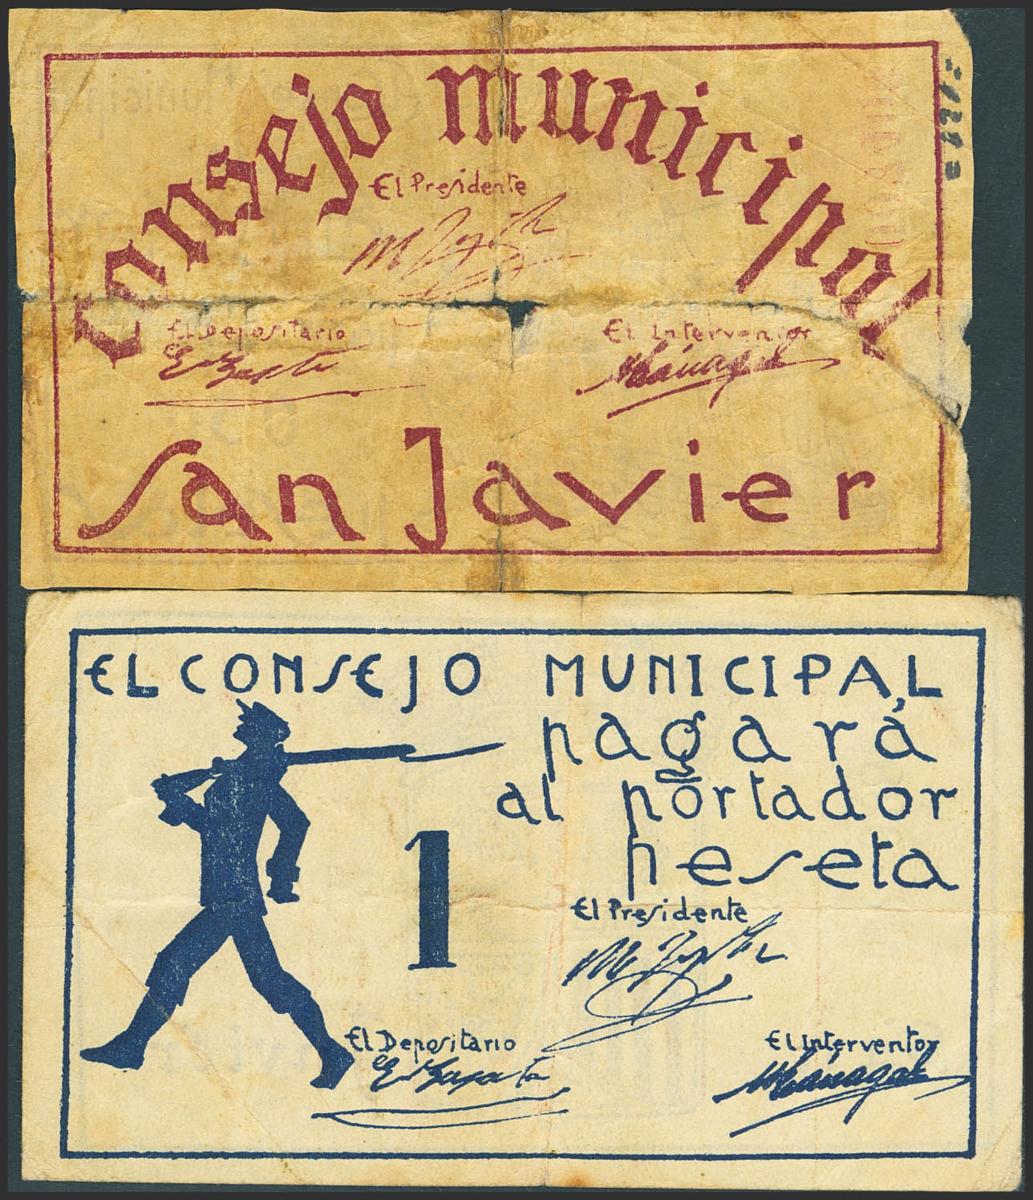 Consejo municipal
El Presidente
El Depositario
El Interventor
San Javier
EL CONSEJO MUNICIPAL
pagará
al portador
1
peseta
El Presidente
El Depositario
El Interventor